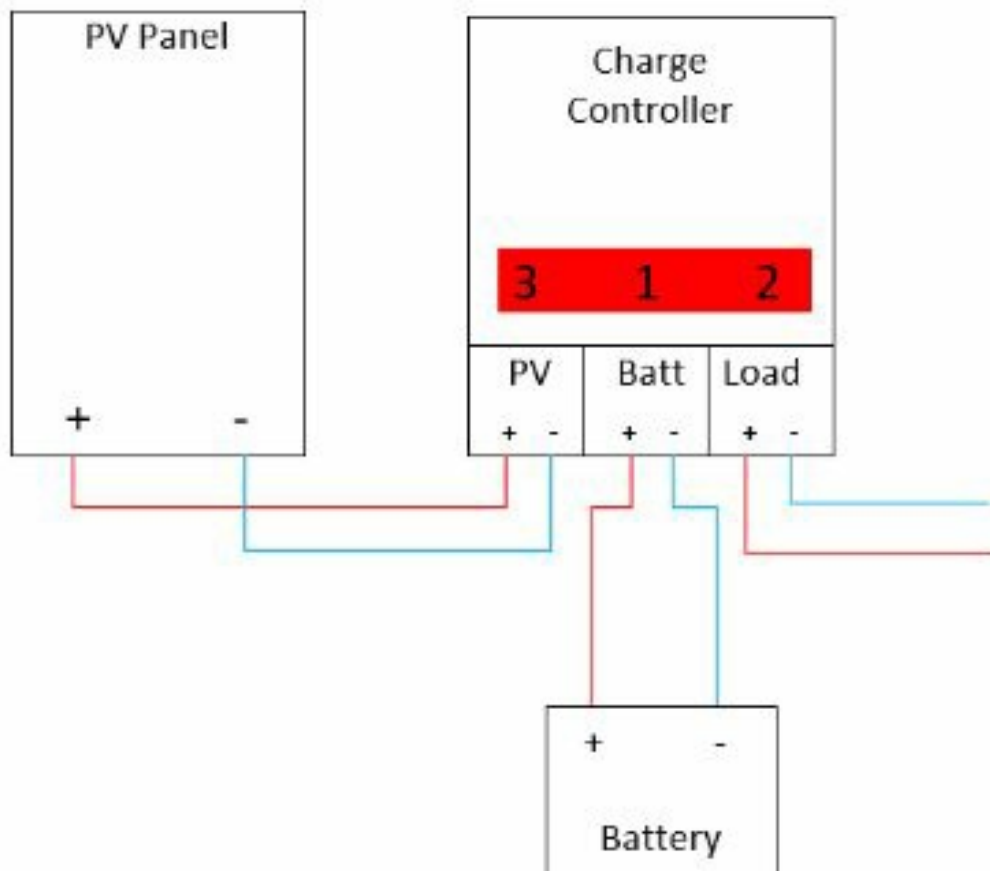 PV Panel
+ -
Charge
Controller
3 1 2
PV Batt Load
+ - + - + -
+ -
Battery